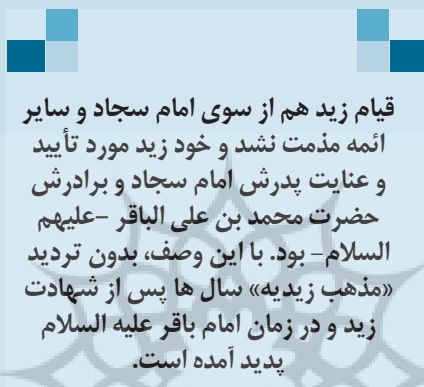 قیام زید هم از سوی امام سجاد و سایر
ائمه مذمت نشد و خود زید مورد تأیید
و عنایت پدرش امام سجاد و برادرش
حضرت محمد بن علی الباقر -علیهم
السلام- بود. با این وصف، بدون تردید
«مذهب زیدیه» سال ها پس از شهادت
زید و در زمان امام باقر علیه السلام
پدید آمده است.